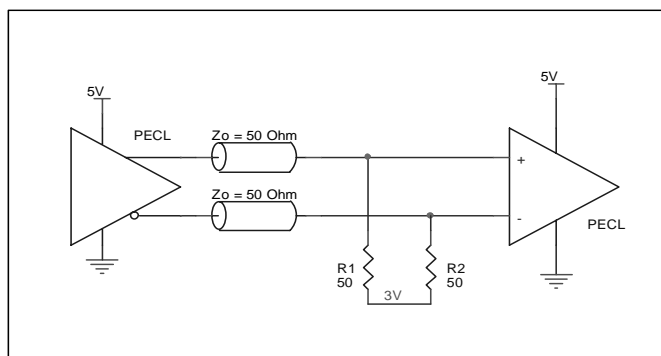 5V
5V
PECL
Zo = 50 Ohm
+
Zo = 50 Ohm
-
PECL
R1
50
R2
50
3V